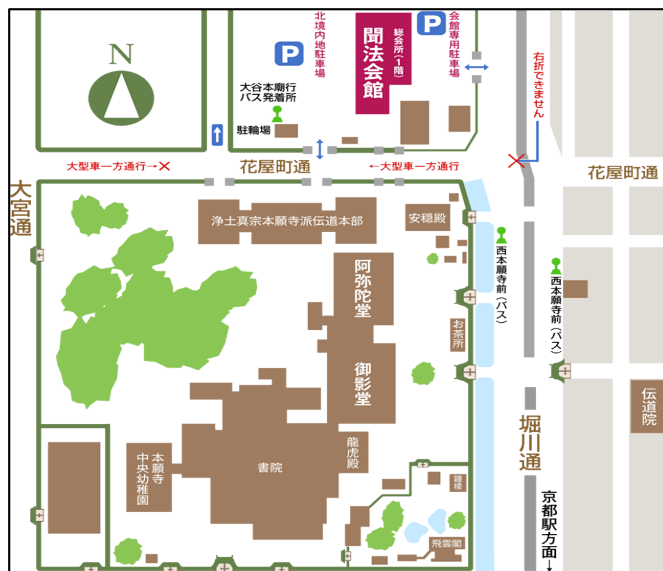 北境内地駐車場
P
総会所(1階)
聞法会館
P
会館専用駐車場
N
大谷本廟行
バス発着所
駐輪場
右折できません
大型車一方通行→×
花屋町通
←大型車一方通行
花屋町通
大宮通
浄土真宗本願寺派伝道本部
安穏殿
西本願寺前(バス)
西本願寺前(バス)
阿弥陀堂
お茶所
御影堂
伝道院
堀川通
龍虎殿
書院
本願寺
中央幼稚園
鐘楼
飛雲閣
京都駅方面→